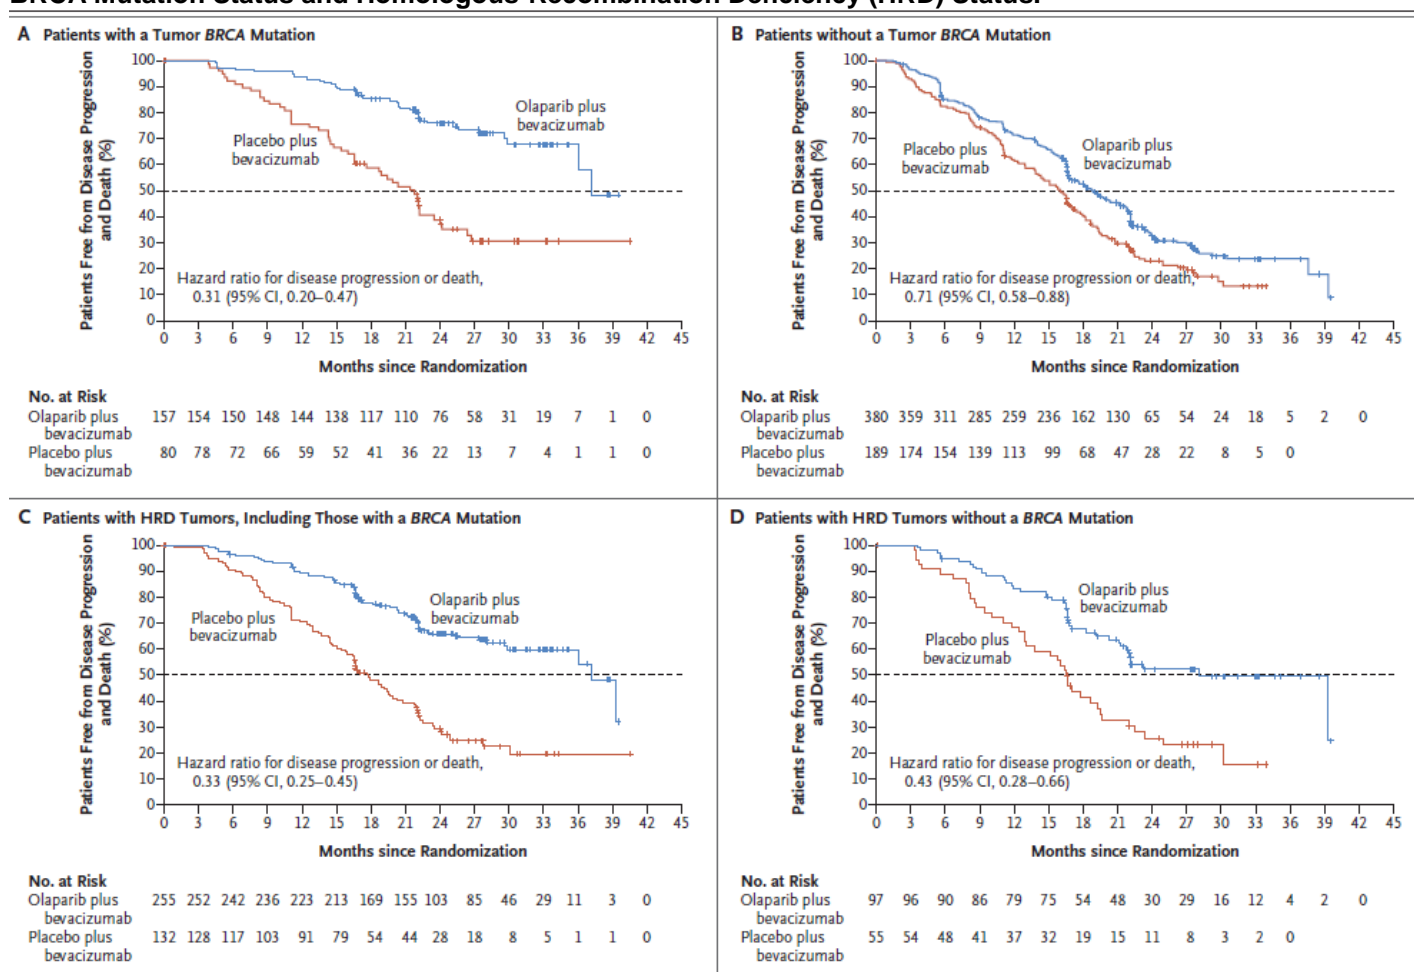 BRCA Mutation Status and Homologous-Recombination Deficiency (HRD) Status.
A Patients with a Tumor BRCA Mutation
Patients Free from Disease Progression
and Death (%)
100
90
80
70
60
50
40
30
20
10
0
Olaparib plus
bevacizumab
Placebo plus
bevacizumab
Hazard ratio for disease progression or death,
0.31 (95% CI, 0.20–0.47)
0 3 6 9 12 15 18 21 24 27 30 33 36 39 42 45
Months since Randomization
No. at Risk
Olaparib plus 157 154 150 148 144 138 117 110 76 58 31 19 7 1 0
bevacizumab
Placebo plus 80 78 72 66 59 52 41 36 22 13 7 4 1 1 0
bevacizumab
B Patients without a Tumor BRCA Mutation
Patients Free from Disease Progression
and Death (%)
100
90
80
70
60
50
40
30
20
10
0
Olaparib plus
bevacizumab
Placebo plus
bevacizumab
Hazard ratio for disease progression or death,
0.71 (95% CI, 0.58–0.88)
0 3 6 9 12 15 18 21 24 27 30 33 36 39 42 45
Months since Randomization
No. at Risk
Olaparib plus 380 359 311 285 259 236 162 130 65 54 24 18 5 2 0
bevacizumab
Placebo plus 189 174 154 139 113 99 68 47 28 22 8 5 0
bevacizumab
C Patients with HRD Tumors, Including Those with a BRCA Mutation
Patients Free from Disease Progression
and Death (%)
100
90
80
70
60
50
40
30
20
10
0
Olaparib plus
bevacizumab
Placebo plus
bevacizumab
Hazard ratio for disease progression or death,
0.33 (95% CI, 0.25–0.45)
0 3 6 9 12 15 18 21 24 27 30 33 36 39 42 45
Months since Randomization
No. at Risk
Olaparib plus 255 252 242 236 223 213 169 155 103 85 46 29 11 3 0
bevacizumab
Placebo plus 132 128 117 103 91 79 54 44 28 18 8 5 1 1 0
bevacizumab
D Patients with HRD Tumors without a BRCA Mutation
Patients Free from Disease Progression
and Death (%)
100
90
80
70
60
50
40
30
20
10
0
Olaparib plus
bevacizumab
Placebo plus
bevacizumab
Hazard ratio for disease progression or death,
0.43 (95% CI, 0.28–0.66)
0 3 6 9 12 15 18 21 24 27 30 33 36 39 42 45
Months since Randomization
No. at Risk
Olaparib plus 97 96 90 86 79 75 54 48 30 29 16 12 4 2 0
bevacizumab
Placebo plus 55 54 48 41 37 32 19 15 11 8 3 2 0
bevacizumab